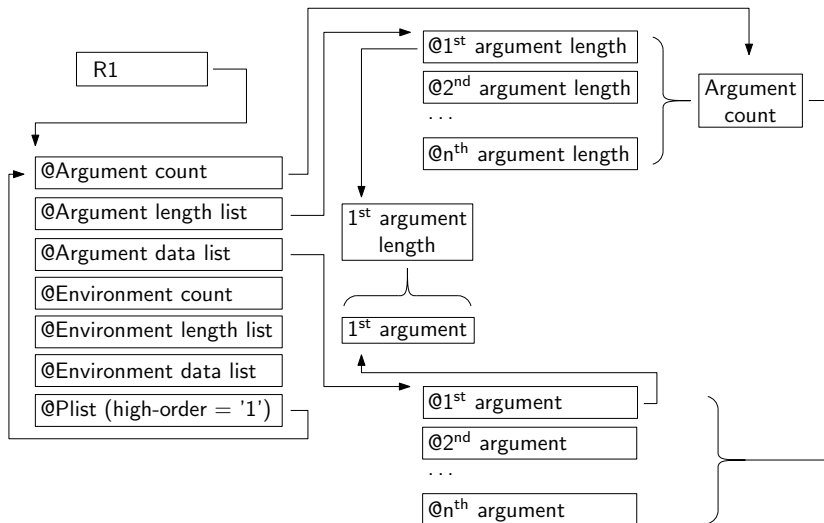 R1
@Argument count
@Argument length list
@Argument data list
@Environment count
@Environment length list
@Environment data list
@Plist (high-order = '1')
@1st argument length
@2nd argument length
. . .
@nth argument length
Argument
count
1st argument
length
1st argument
@1st argument
@2nd argument
. . .
@nth argument